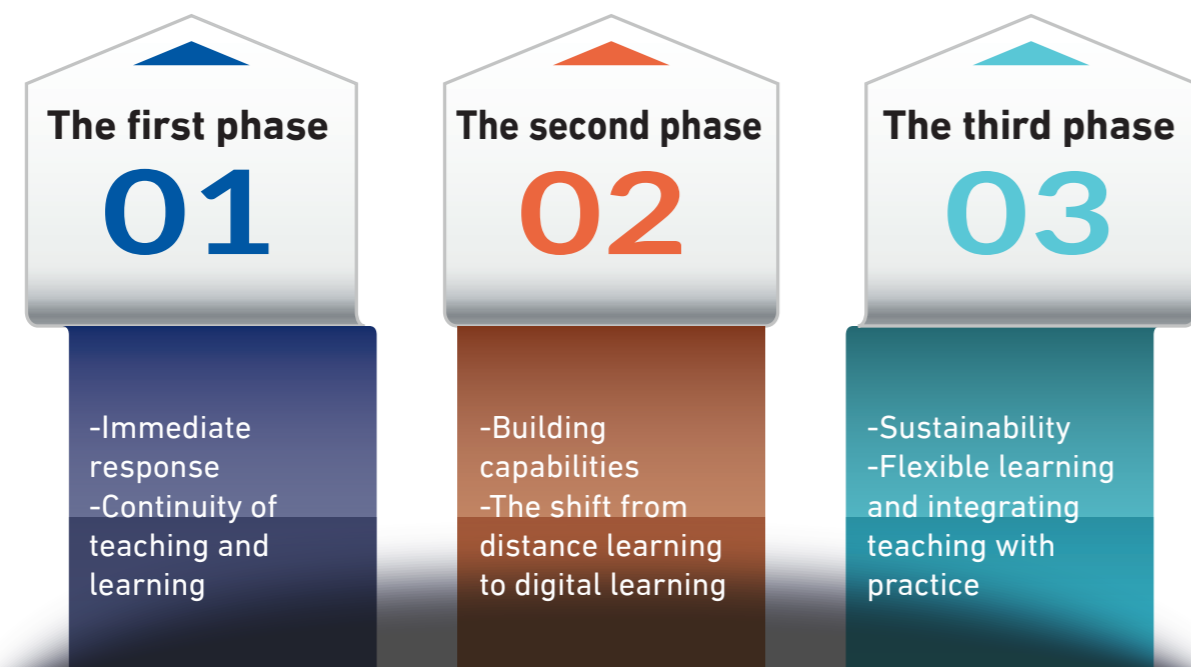 The first phase
01
-Immediate
response
-Continuity of
teaching and
learning
The second phase
02
-Building
capabilities
-The shift from
distance learning
to digital learning
The third phase
03
-Sustainability
-Flexible learning
and integrating
teaching with
practice